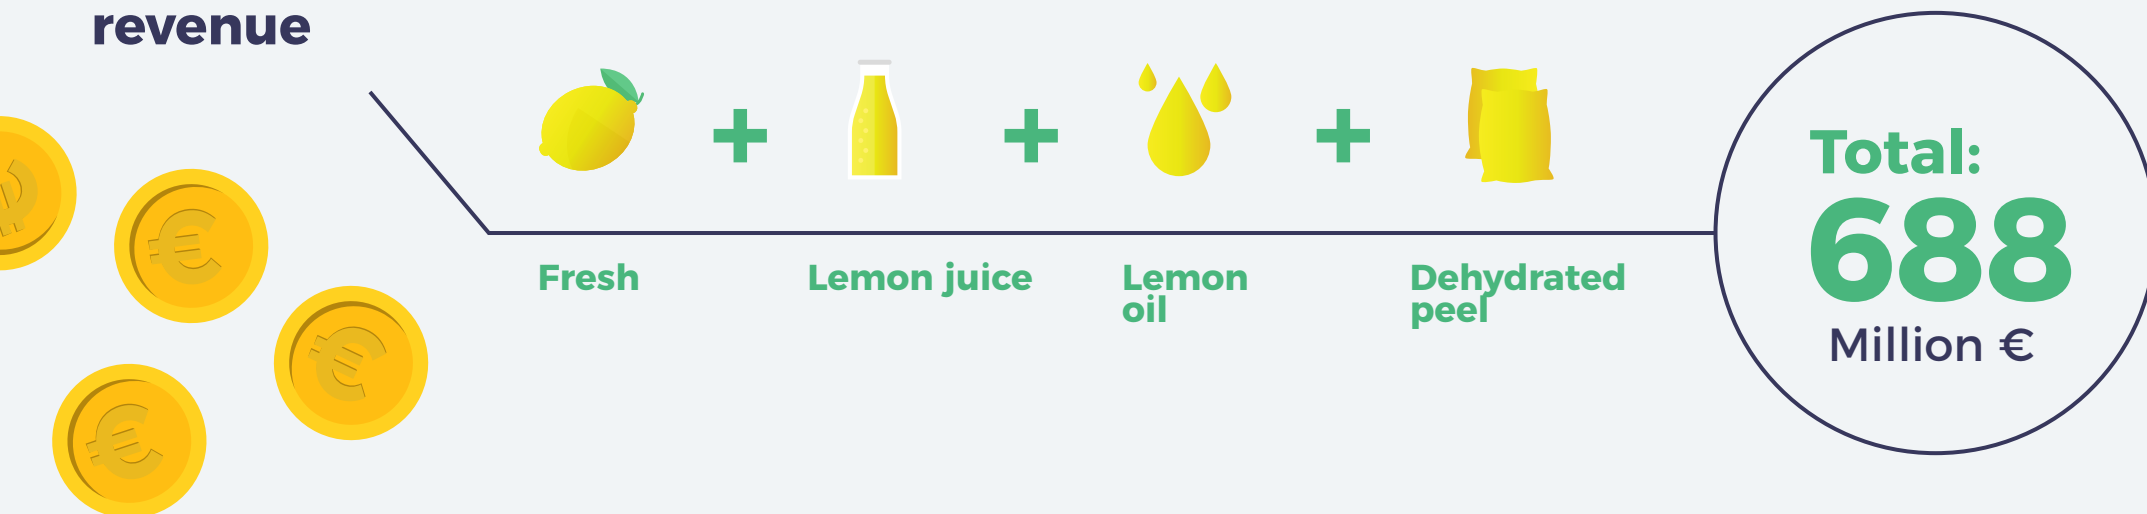 revenue
Fresh
Lemon juice
Lemon
oil
Dehydrated
peel
Total:
688
Million €